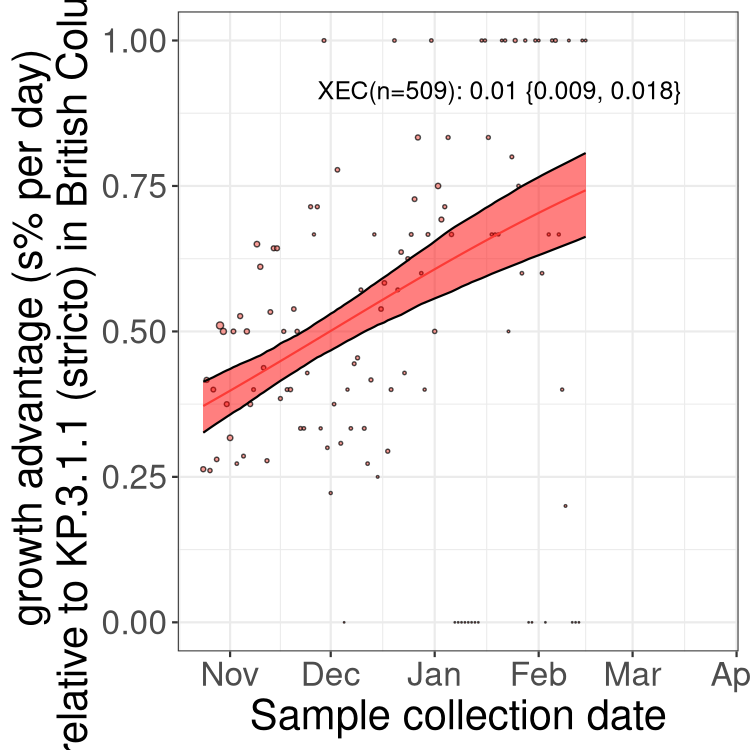 growth advantage (s% per day)
relative to KP.3.1.1 (stricto) in British Colu
1.00
0.75
0.50
0.25
0.00
XEC(n=509): 0.01 {0.009, 0.018}
Nov Dec Jan Feb Mar Ap
Sample collection date